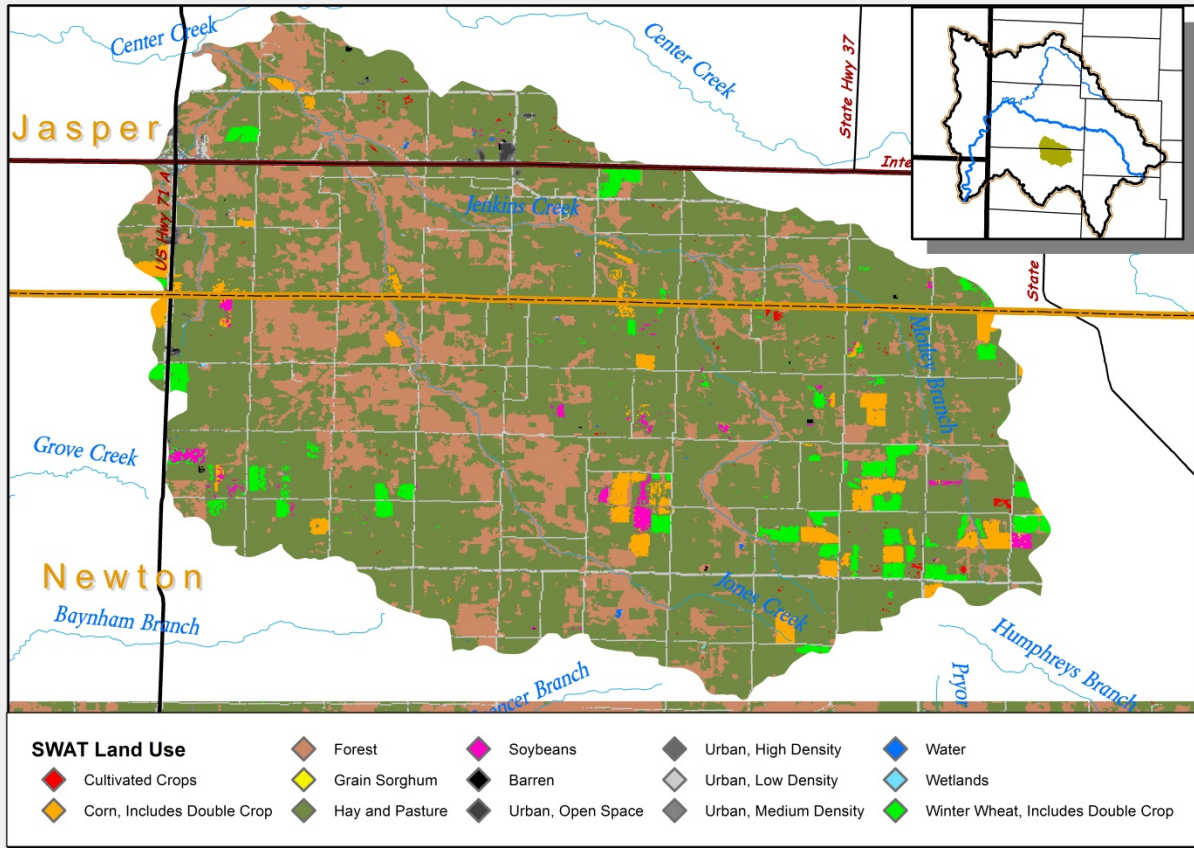 Center Creek
Center Creek
State Hwy 37
Jasper
Inte
US Hwy 71 A
Jenkins Creek
State
Motley Branch
Grove Creek
Newton
Baynham Branch
Jones Creek
Humphreys Branch
Pryor
Branch
SWAT Land Use
Cultivated Crops
Corn, Includes Double Crop
Forest
Grain Sorghum
Hay and Pasture
Soybeans
Barren
Urban, Open Space
Urban, High Density
Urban, Low Density
Urban, Medium Density
Water
Wetlands
Winter Wheat, Includes Double Crop